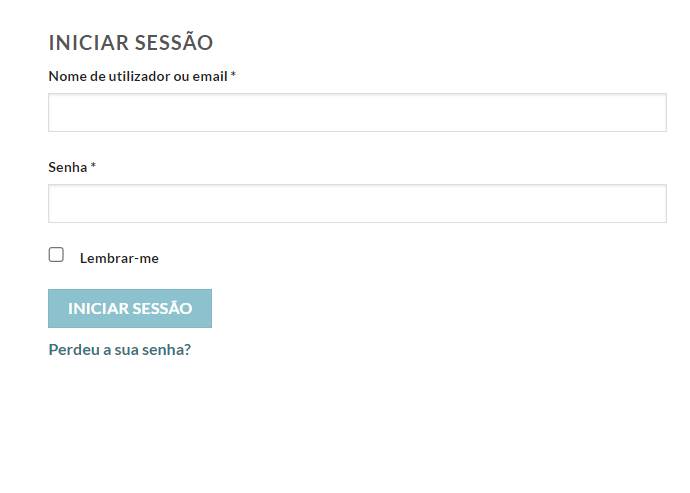 INICIAR SESSÃO
Nome de utilizador ou email *
Senha *
Lembrar-me
INICIAR SESSÃO
Perdeu a sua senha?